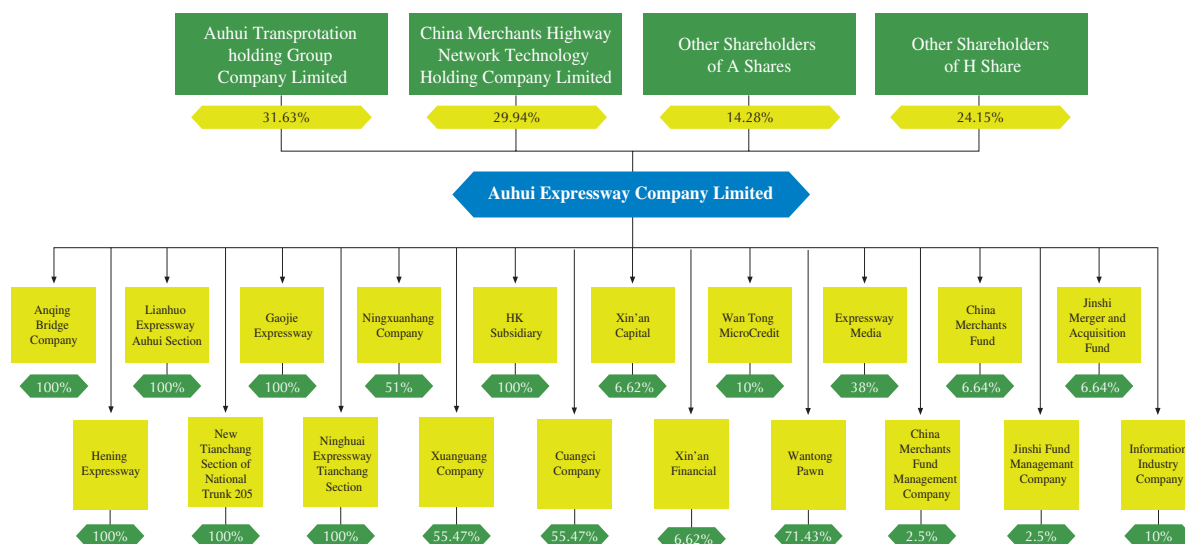 Auhui Transprotation
holding Group
Company Limited
31.63%
China Merchants Highway
Network Technology
Holding Company Limited
29.94%
Other Shareholders
of A Shares
14.28%
Other Shareholders
of H Share
24.15%
Auhui Expressway Company Limited
Anqing
Bridge
Company
100%
Lianhuo
Expressway
Auhui Section
100%
Gaojie
Expressway
100%
Ningxuanhang
Company
51%
HK
Subsidiary
100%
Xin'an
Capital
6.62%
Wan Tong
MicroCredit
10%
Expressway
Media
38%
China
Merchants
Fund
6.64%
Jinshi
Merger and
Acquisition
Fund
6.64%
Hening
Expressway
100%
New
Tianchang
Section of
National
Trunk 205
100%
Ninghuai
Expressway
Tianchang
Section
100%
Xuanguang
Company
55.47%
Cuangci
Company
55.47%
Xin'an
Financial
6.62%
Wantong
Pawn
71.43%
China
Merchants
Fund
Management
Company
2.5%
Jinshi Fund
Managemant
Company
2.5%
Information
Industry
Company
10%